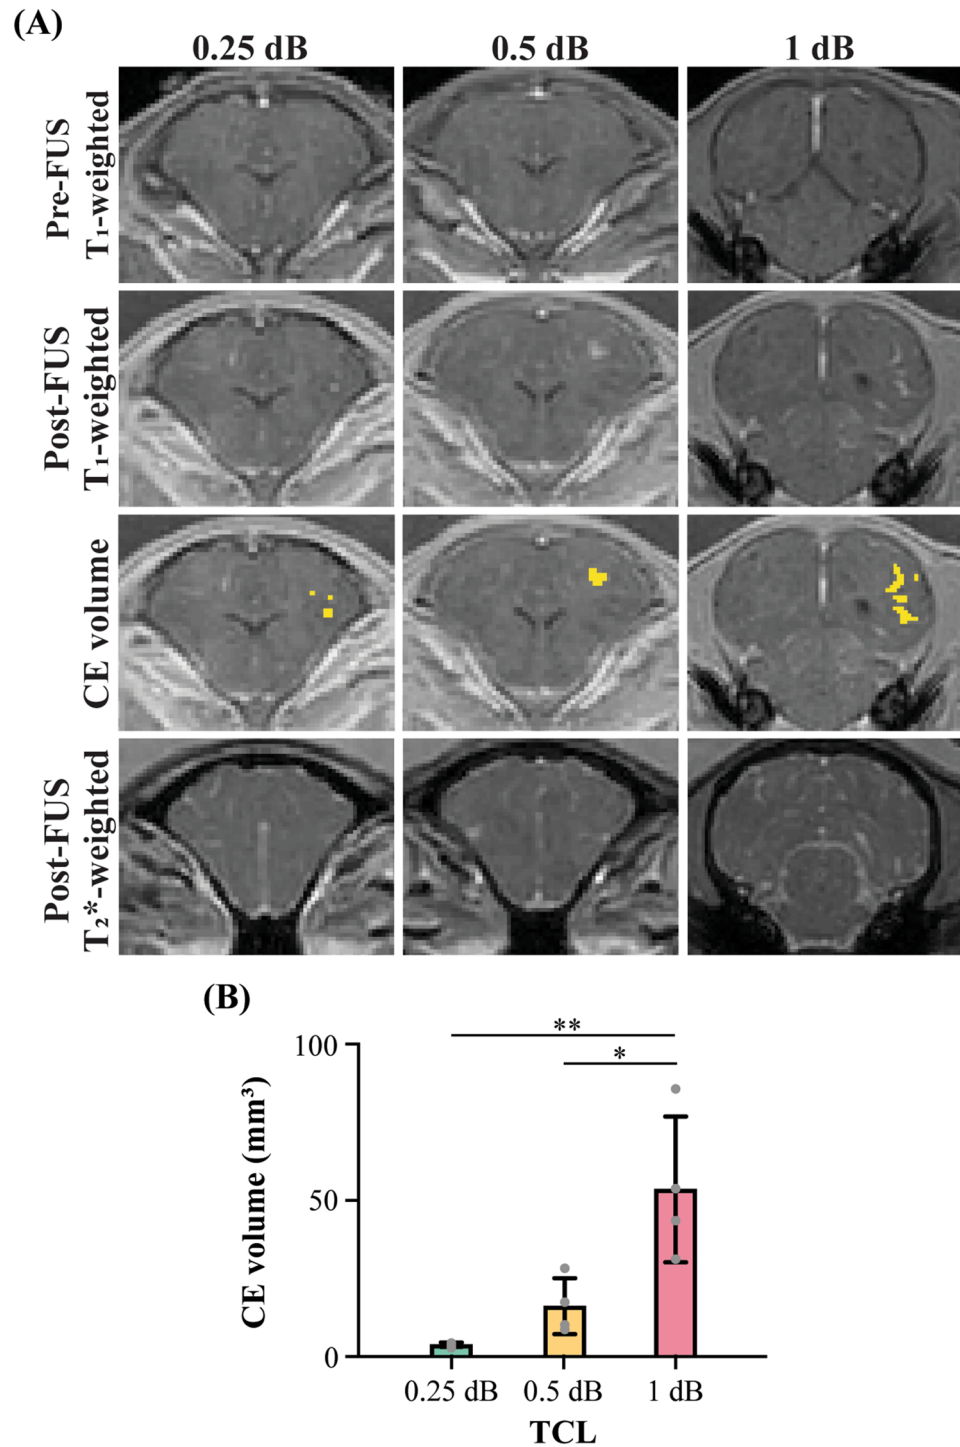 (A)
0.25 dB 0.5 dB 1 dB
Pre-FUS
T₁-weighted
Post-FUS
T₁-weighted
CE volume
Post-FUS
T₂*-weighted
(B)
**
*
CE volume (mm³)
100
50
0
0.25 dB 0.5 dB 1 dB
TCL